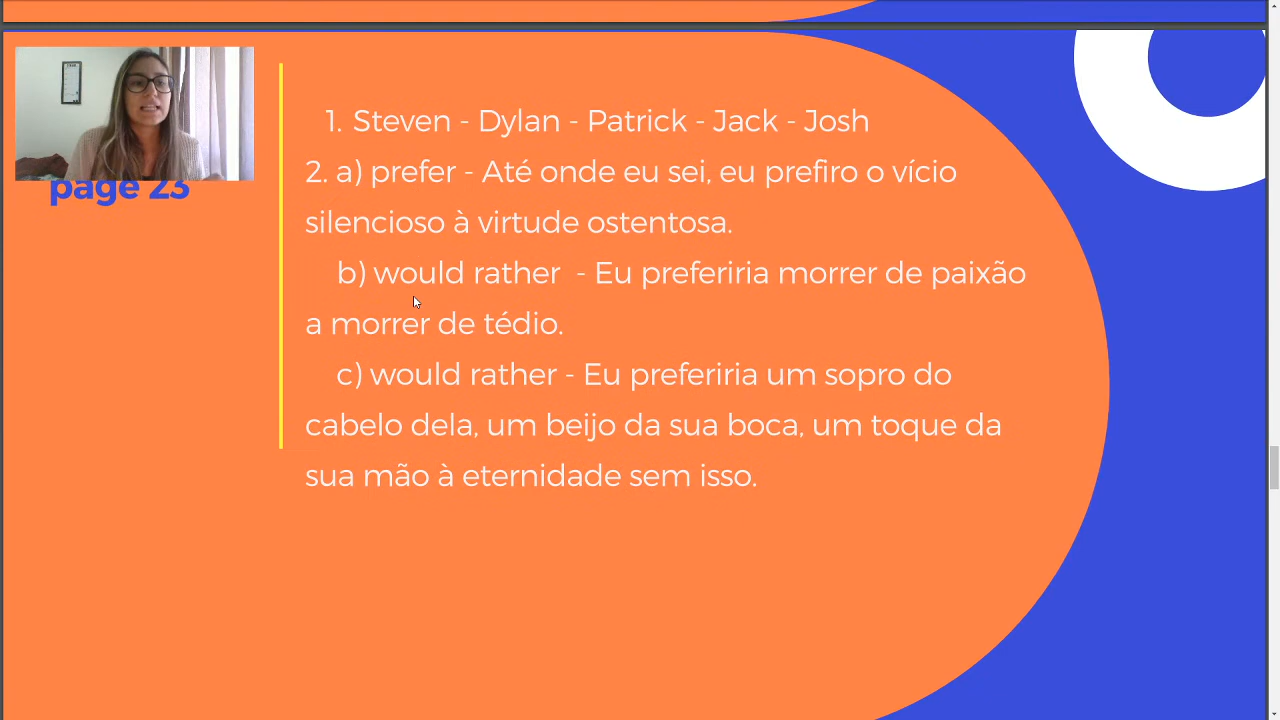 page 23
1. Steven - Dylan - Patrick - Jack - Josh
2. a) prefer - Até onde eu sei, eu prefiro o vício
silencioso à virtude ostentosa.
b) would rather - Eu preferiria morrer de paixão
a morrer de tédio.
c) would rather - Eu preferiria um sopro do
cabelo dela, um beijo da sua boca, um toque da
sua mão à eternidade sem isso.